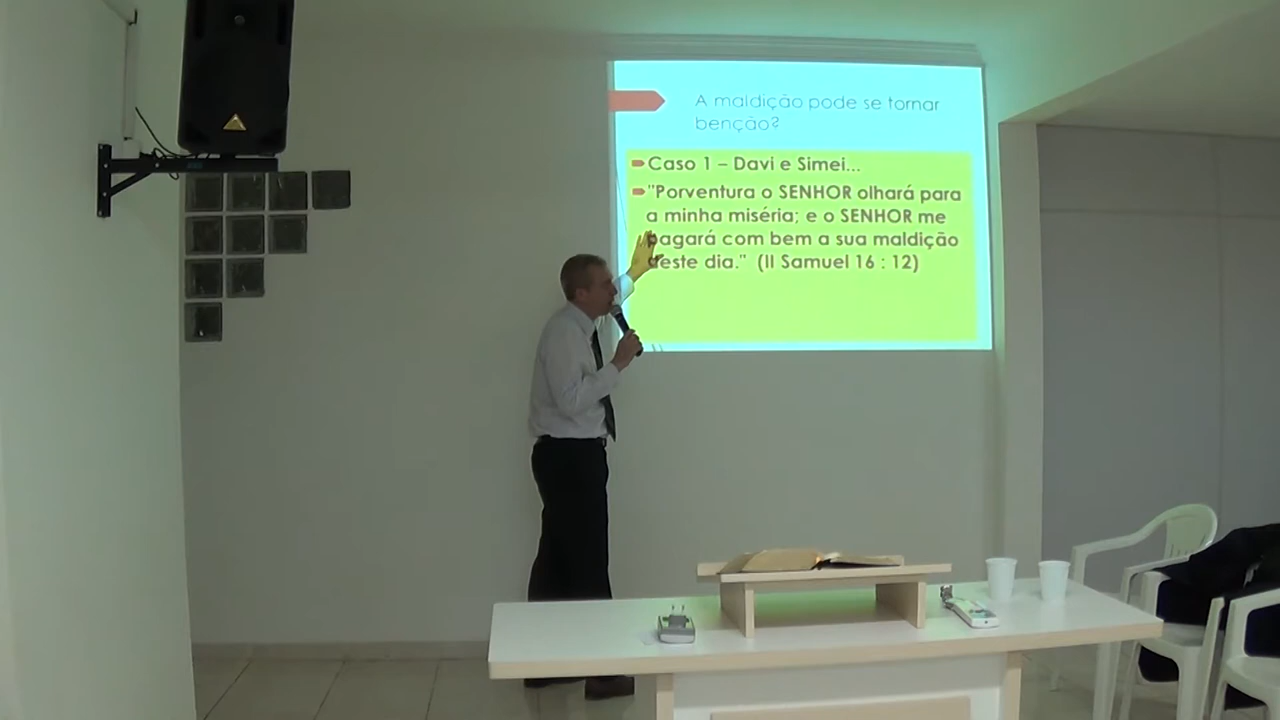 A maldição pode se tornar
benção?
Caso 1 – Davi e Simei...
"Porventura o SENHOR olhará para
a minha miséria; e o SENHOR me
pagará com bem a sua maldição
deste dia." (II Samuel 16 : 12)